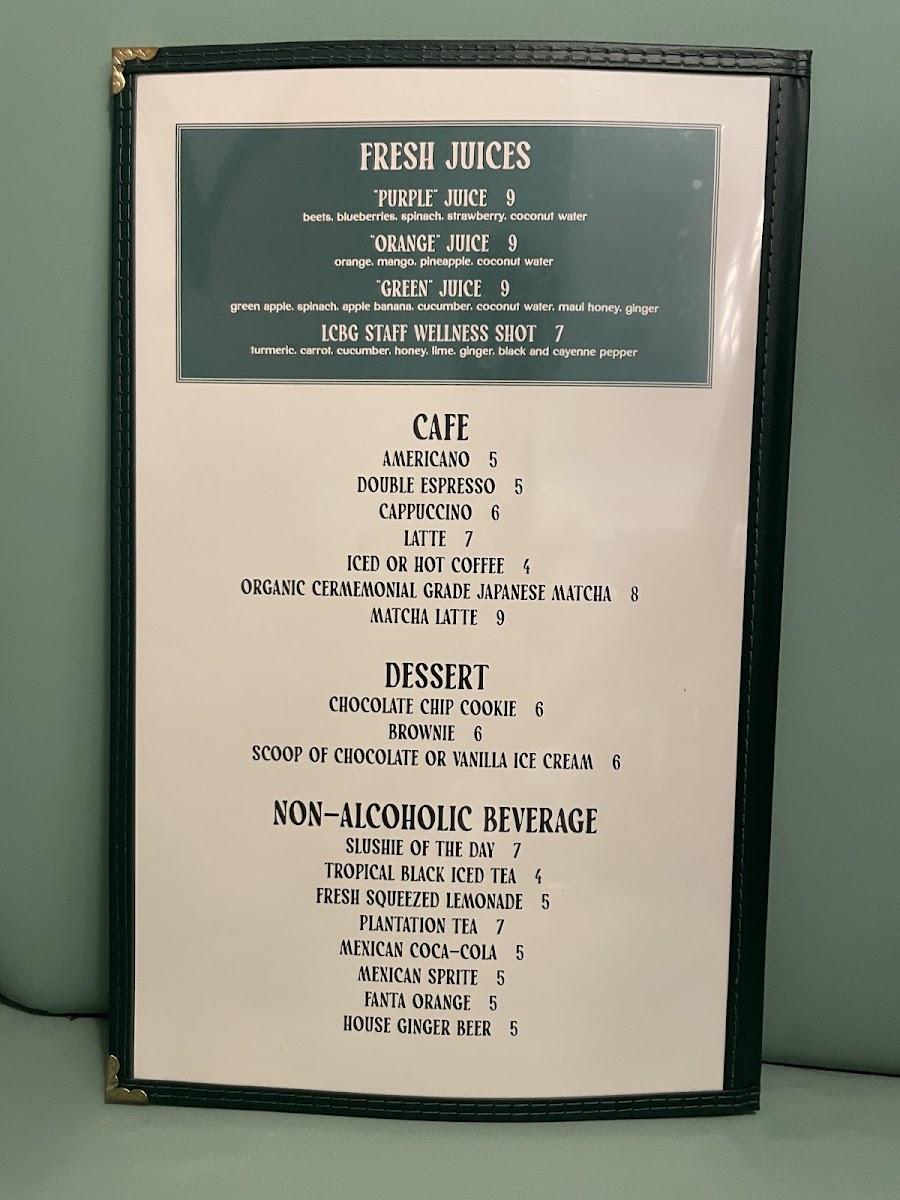 FRESH JUICES
"PURPLE" JUICE 9
beets, blueberries, spinach, strawberry, coconut water
"ORANGE" JUICE 9
orange, mango, pineapple, coconut water
"GREEN" JUICE 9
green apple, spinach, apple banana, cucumber, coconut water, maui honey, ginger
LCBG STAFF WELLNESS SHOT 7
turmeric, carrot, cucumber, honey, lime, ginger, black and cayenne pepper
CAFE
AMERICANO 5
DOUBLE ESPRESSO 5
CAPPUCCINO 6
LATTE 7
ICED OR HOT COFFEE 4
ORGANIC CERMEMONIAL GRADE JAPANESE MATCHA 8
MATCHA LATTE 9
DESSERT
CHOCOLATE CHIP COOKIE 6
BROWNIE 6
SCOOP OF CHOCOLATE OR VANILLA ICE CREAM 6
NON-ALCOHOLIC BEVERAGE
SLUSHIE OF THE DAY 7
TROPICAL BLACK ICED TEA 4
FRESH SQUEEZED LEMONADE 5
PLANTATION TEA 7
MEXICAN COCA-COLA 5
MEXICAN SPRITE 5
FANTA ORANGE 5
HOUSE GINGER BEER 5